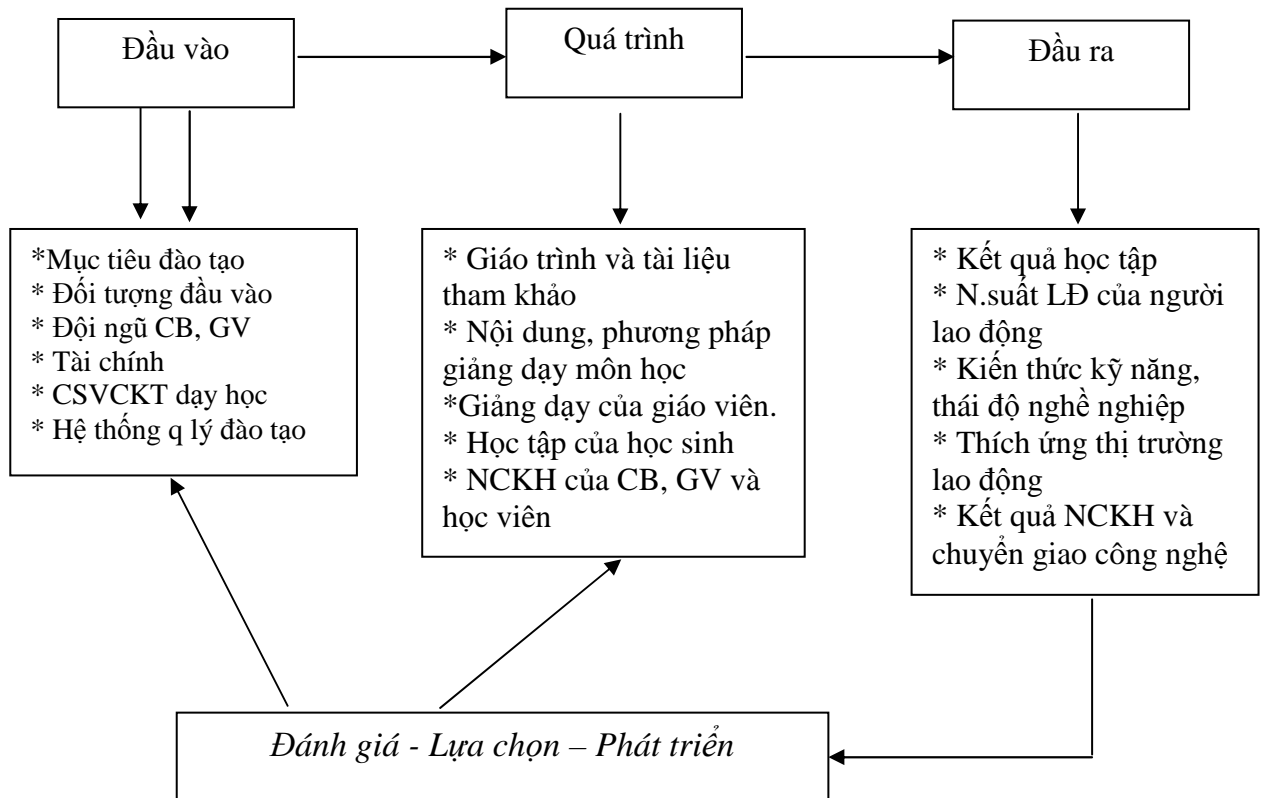 Đầu vào
Quá trình
Đầu ra
*Mục tiêu đào tạo
* Đối tượng đầu vào
* Đội ngũ CB, GV
* Tài chính
* CSVCKT dạy học
* Hệ thống q lý đào tạo
* Giáo trình và tài liệu
tham khảo
* Nội dung, phương pháp
giảng dạy môn học
*Giảng dạy của giáo viên.
* Học tập của học sinh
* NCKH của CB, GV và
học viên
* Kết quả học tập
* N.suất LĐ của người
lao động
* Kiến thức kỹ năng,
thái độ nghề nghiệp
* Thích ứng thị trường
lao động
* Kết quả NCKH và
chuyển giao công nghệ
Đánh giá - Lựa chọn – Phát triển